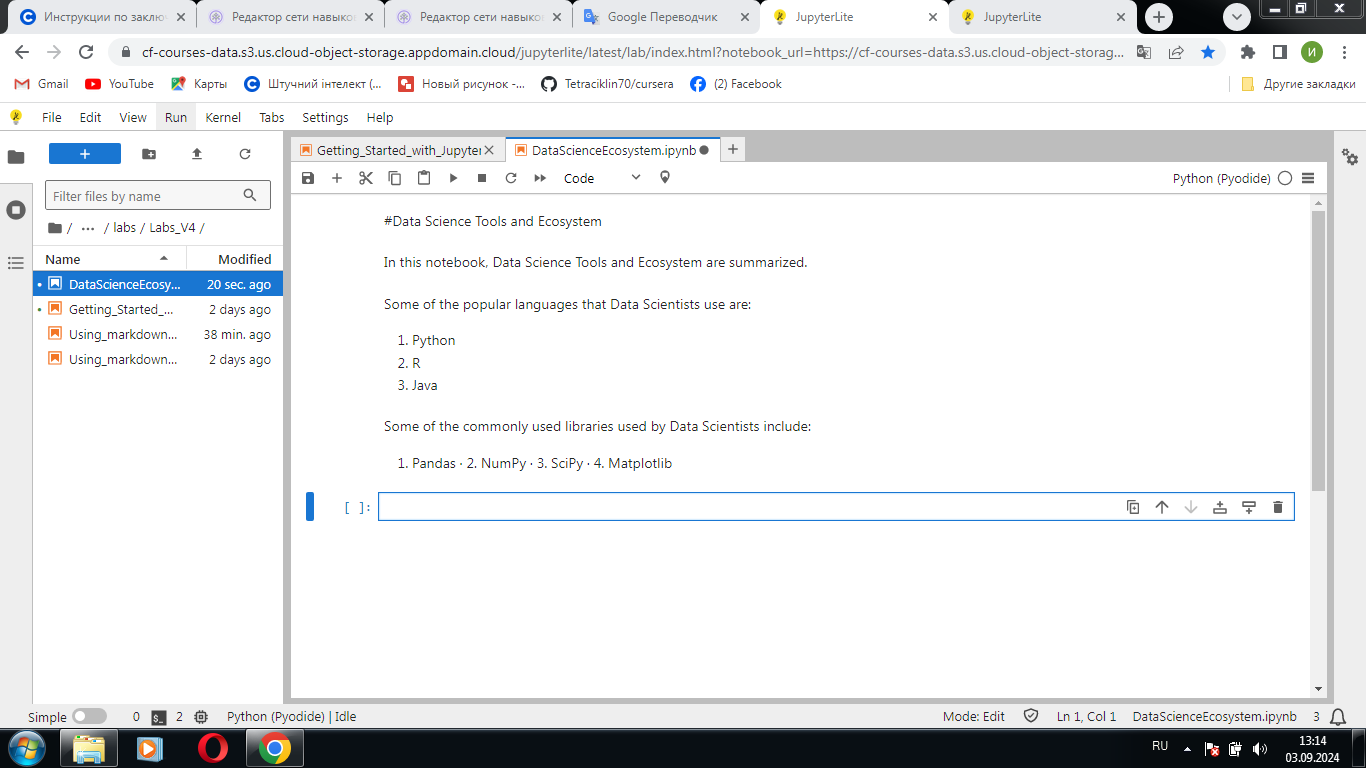 Инструкции по заключ
Редактор сети навыко
Редактор сети навыко
Google Переводчик
JupyterLite
JupyterLite
cf-courses-data.s3.us.cloud-object-storage.appdomain.cloud/jupyterlite/latest/lab/index.html?notebook_url=https://cf-courses-data.s3.us.cloud-object-storag...
И
Gmail
YouTube
Карты
Штучний інтелект (...
Новый рисунок -...
Tetraciklin70/cursera
(2) Facebook
Другие закладки
File Edit View Run Kernel Tabs Settings Help
Getting_Started_with_Jupyter
DataScienceEcosystem.ipynb
Filter files by name
/ ... / labs / Labs_V4 /
Code
Python (Pyodide)
Name Modified
DataScienceEcosy... 20 sec. ago
Getting_Started_... 2 days ago
Using_markdown... 38 min. ago
Using_markdown... 2 days ago
#Data Science Tools and Ecosystem
In this notebook, Data Science Tools and Ecosystem are summarized.
Some of the popular languages that Data Scientists use are:
1. Python
2. R
3. Java
Some of the commonly used libraries used by Data Scientists include:
1. Pandas · 2. NumPy · 3. SciPy · 4. Matplotlib
[ ]:
Simple 0 $_ 2 Python (Pyodide) | Idle
Mode: Edit Ln 1, Col 1 DataScienceEcosystem.ipynb 3
RU
13:14
03.09.2024